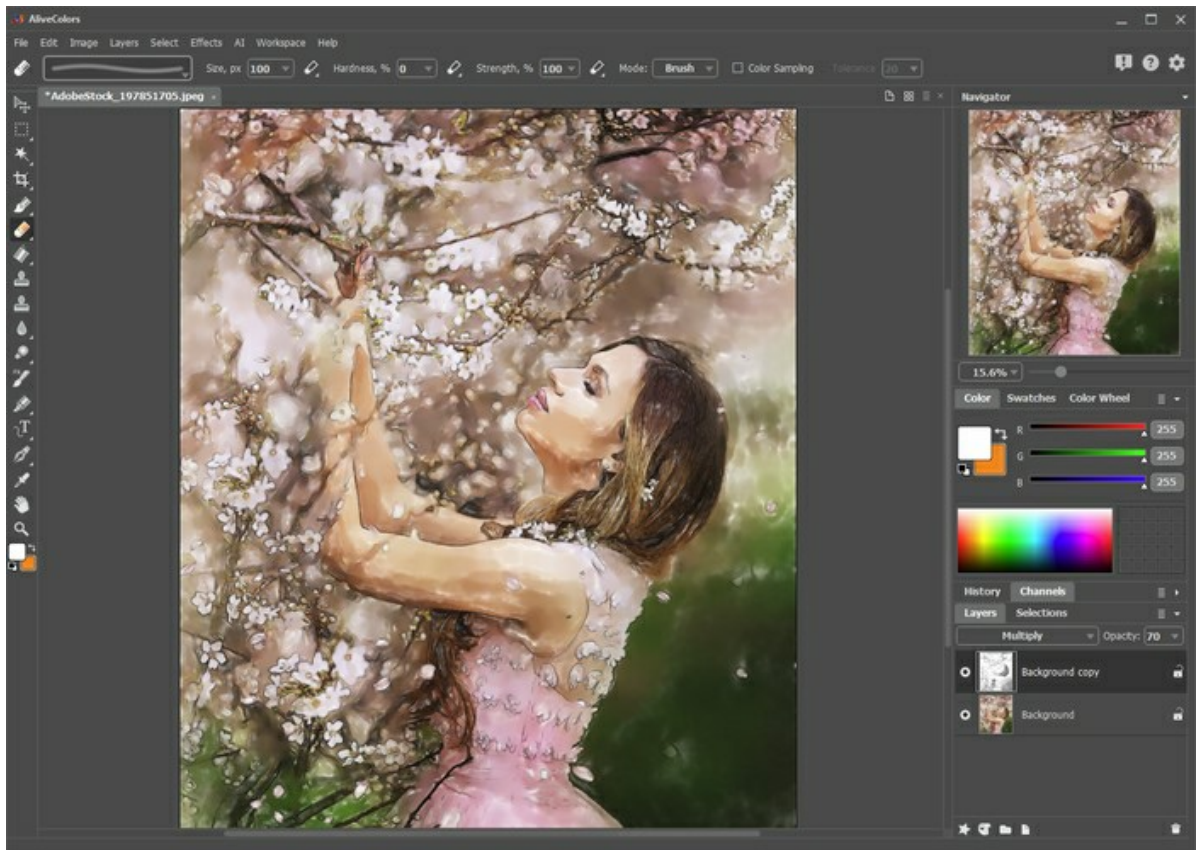 AliveColors
File Edit Image Layers Select Effects AI Workspace Help
Size, px 100 Hardness, % 0 Strength, % 100 Mode: Brush Color Sampling Tolerance 20
*AdobeStock_197851705.jpeg
Navigator
15.6%
Color Swatches Color Wheel
R 255
G 255
B 255
History Channels
Layers Selections
Multiply Opacity: 70
Background copy
Background